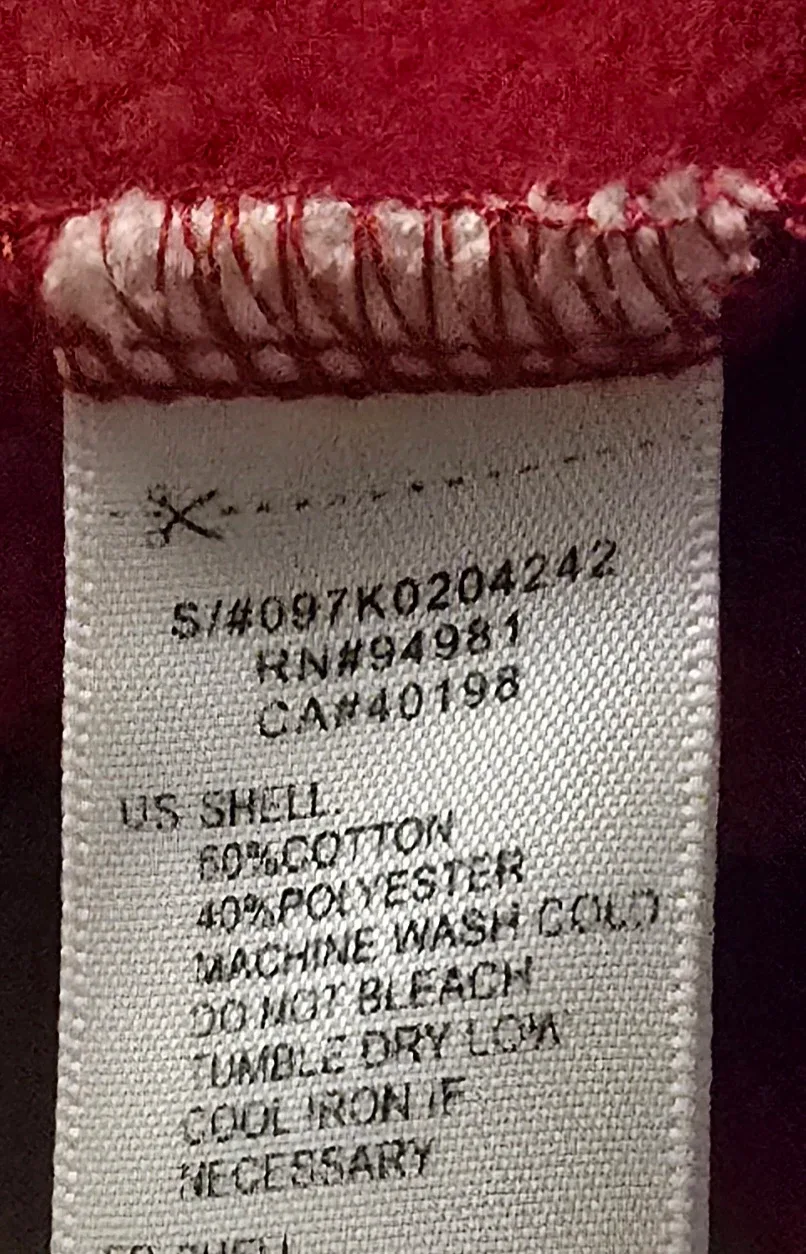 S/#097K0204242
RN#94981
CA#40198
US SHELL:
60%COTTON
40%POLYESTER
MACHINE WASH COLD
DO NOT BLEACH
TUMBLE DRY LOW
COOL IRON IF
NECESSARY
SHELL